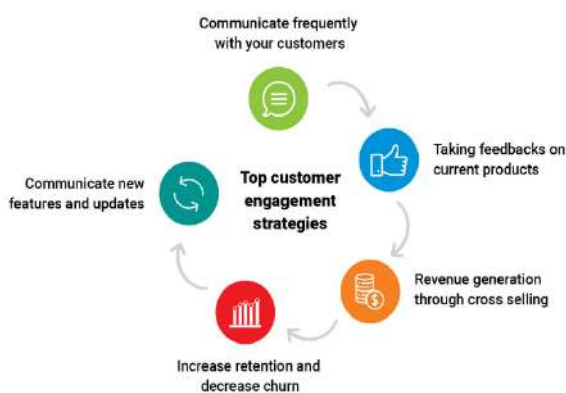 Communicate frequently
with your customers
Taking feedbacks on
current products
Revenue generation
through cross selling
Increase retention and
decrease churn
Communicate new
features and updates
Top customer
engagement
strategies